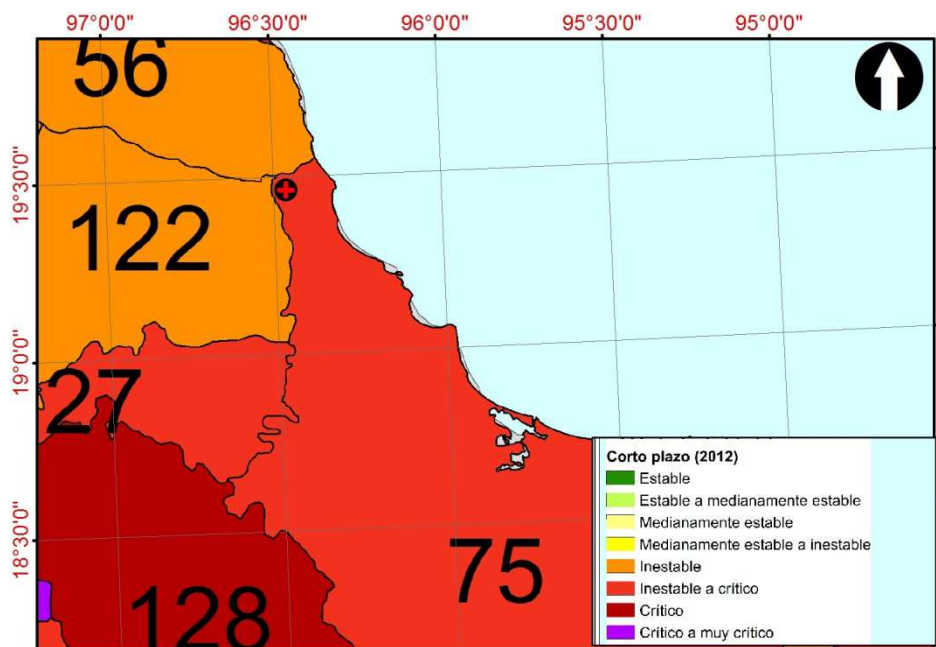 97°0'0" 96°30'0" 96°0'0" 95°30'0" 95°0'0"
56
19°30'0"
122
19°0'0"
27
18°30'0"
75
128
Corto plazo (2012)
Estable
Estable a medianamente estable
Medianamente estable
Medianamente estable a inestable
Inestable
Inestable a crítico
Crítico
Crítico a muy crítico